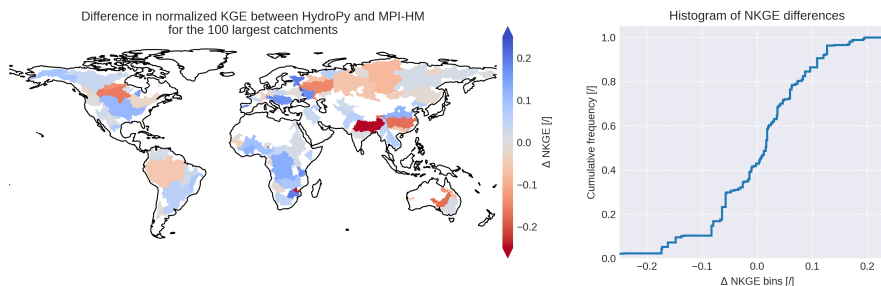 Difference in normalized KGE between HydroPy and MPI-HM
for the 100 largest catchments
0.2
0.1
0.0
−0.1
−0.2
Δ NKGE [/]
Histogram of NKGE differences
Cumulative frequency [/]
1.0
0.8
0.6
0.4
0.2
0.0
−0.2 −0.1 0.0 0.1 0.2
Δ NKGE bins [/]